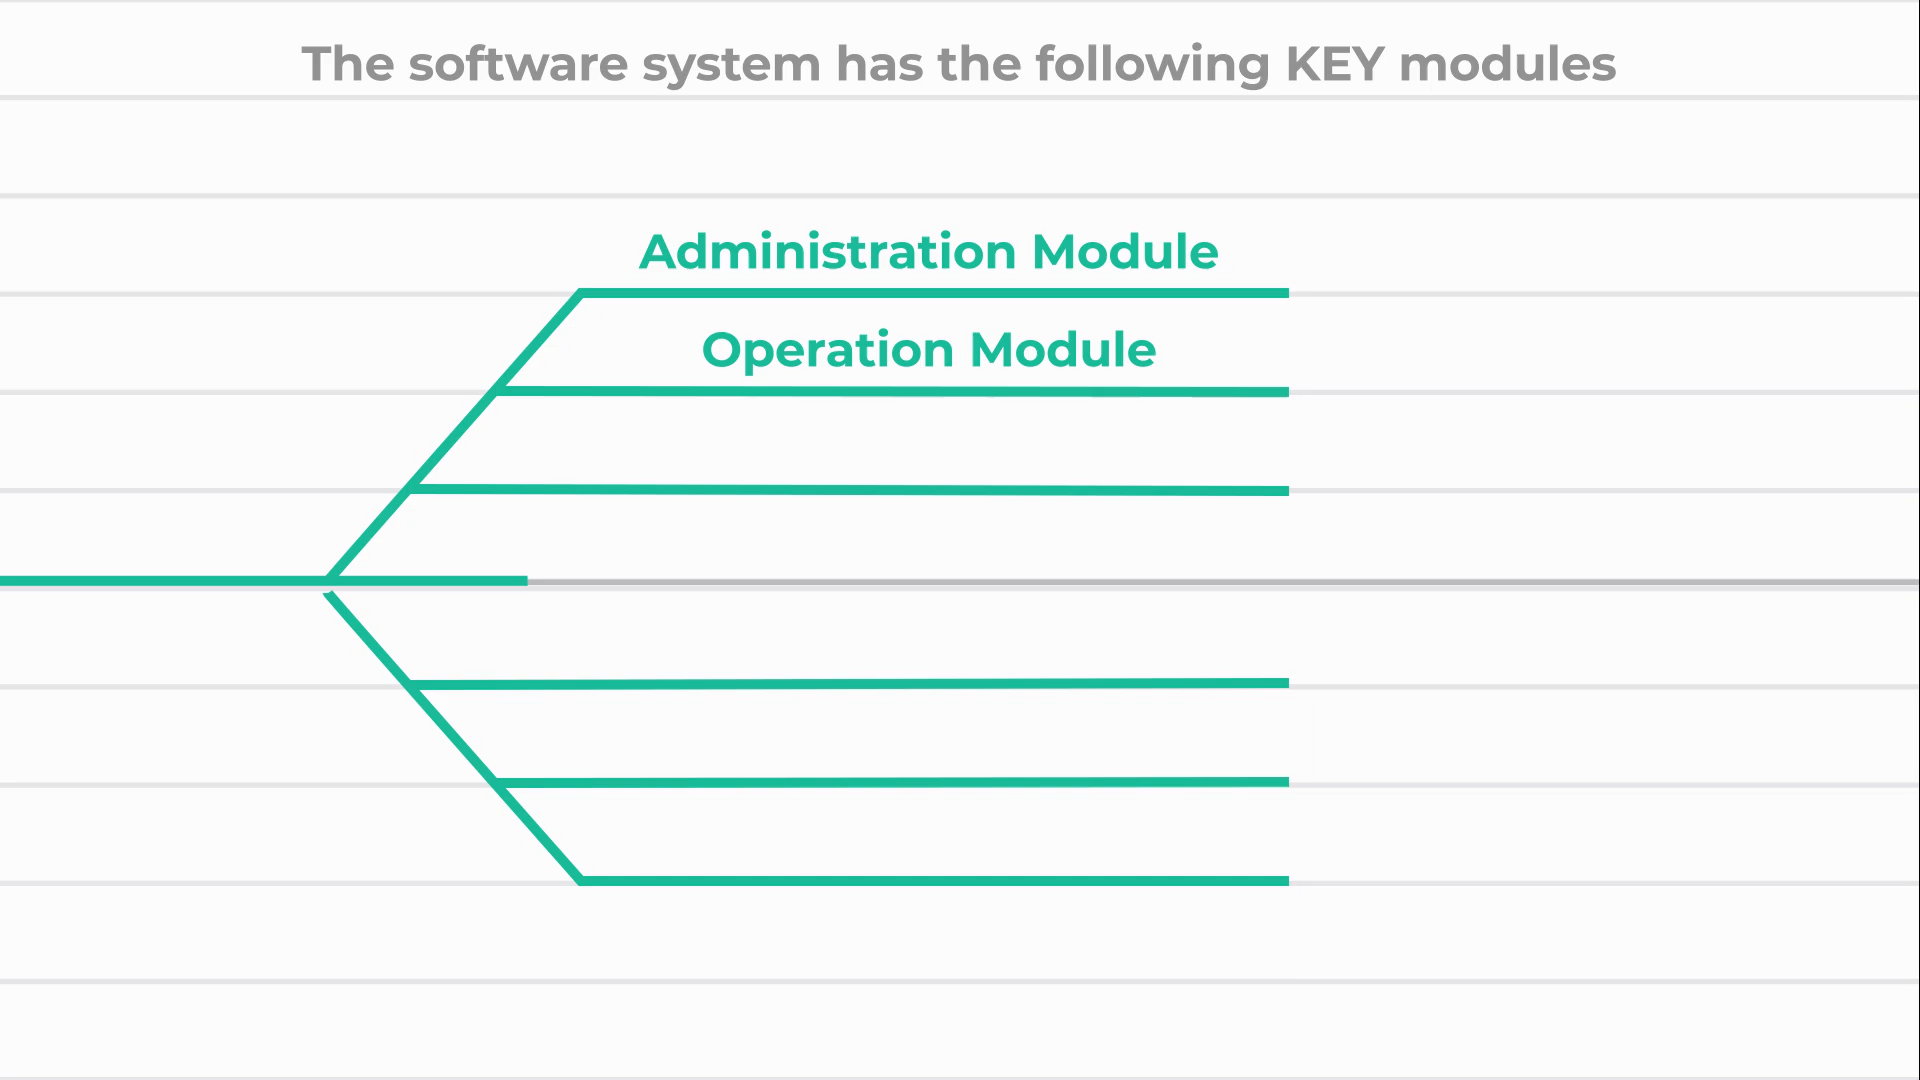 The software system has the following KEY modules
Administration Module
Operation Module